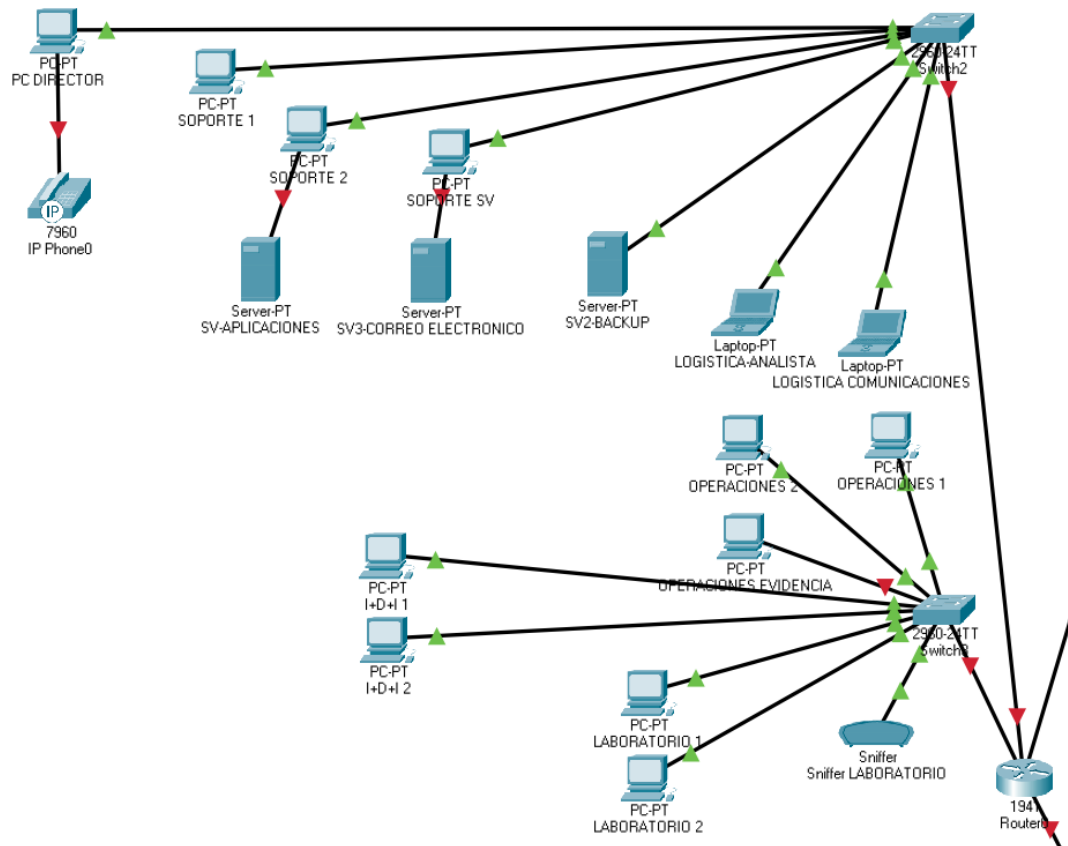 PC-PT
PC DIRECTOR
2960-24TT
Switch2
PC-PT
SOPORTE 1
PC-PT
SOPORTE 2
PC-PT
SOPORTE SV
IP
7960
IP Phone0
Server-PT
SV-APLICACIONES
Server-PT
SV3-CORREO ELECTRONICO
Server-PT
SV2-BACKUP
Laptop-PT
LOGISTICA-ANALISTA
Laptop-PT
LOGISTICA COMUNICACIONES
PC-PT
OPERACIONES 2
PC-PT
OPERACIONES 1
PC-PT
OPERACIONES EVIDENCIA
PC-PT
I+D+I 1
2960-24TT
Switch3
PC-PT
I+D+I 2
PC-PT
LABORATORIO 1
Sniffer
Sniffer LABORATORIO
PC-PT
LABORATORIO 2
1941